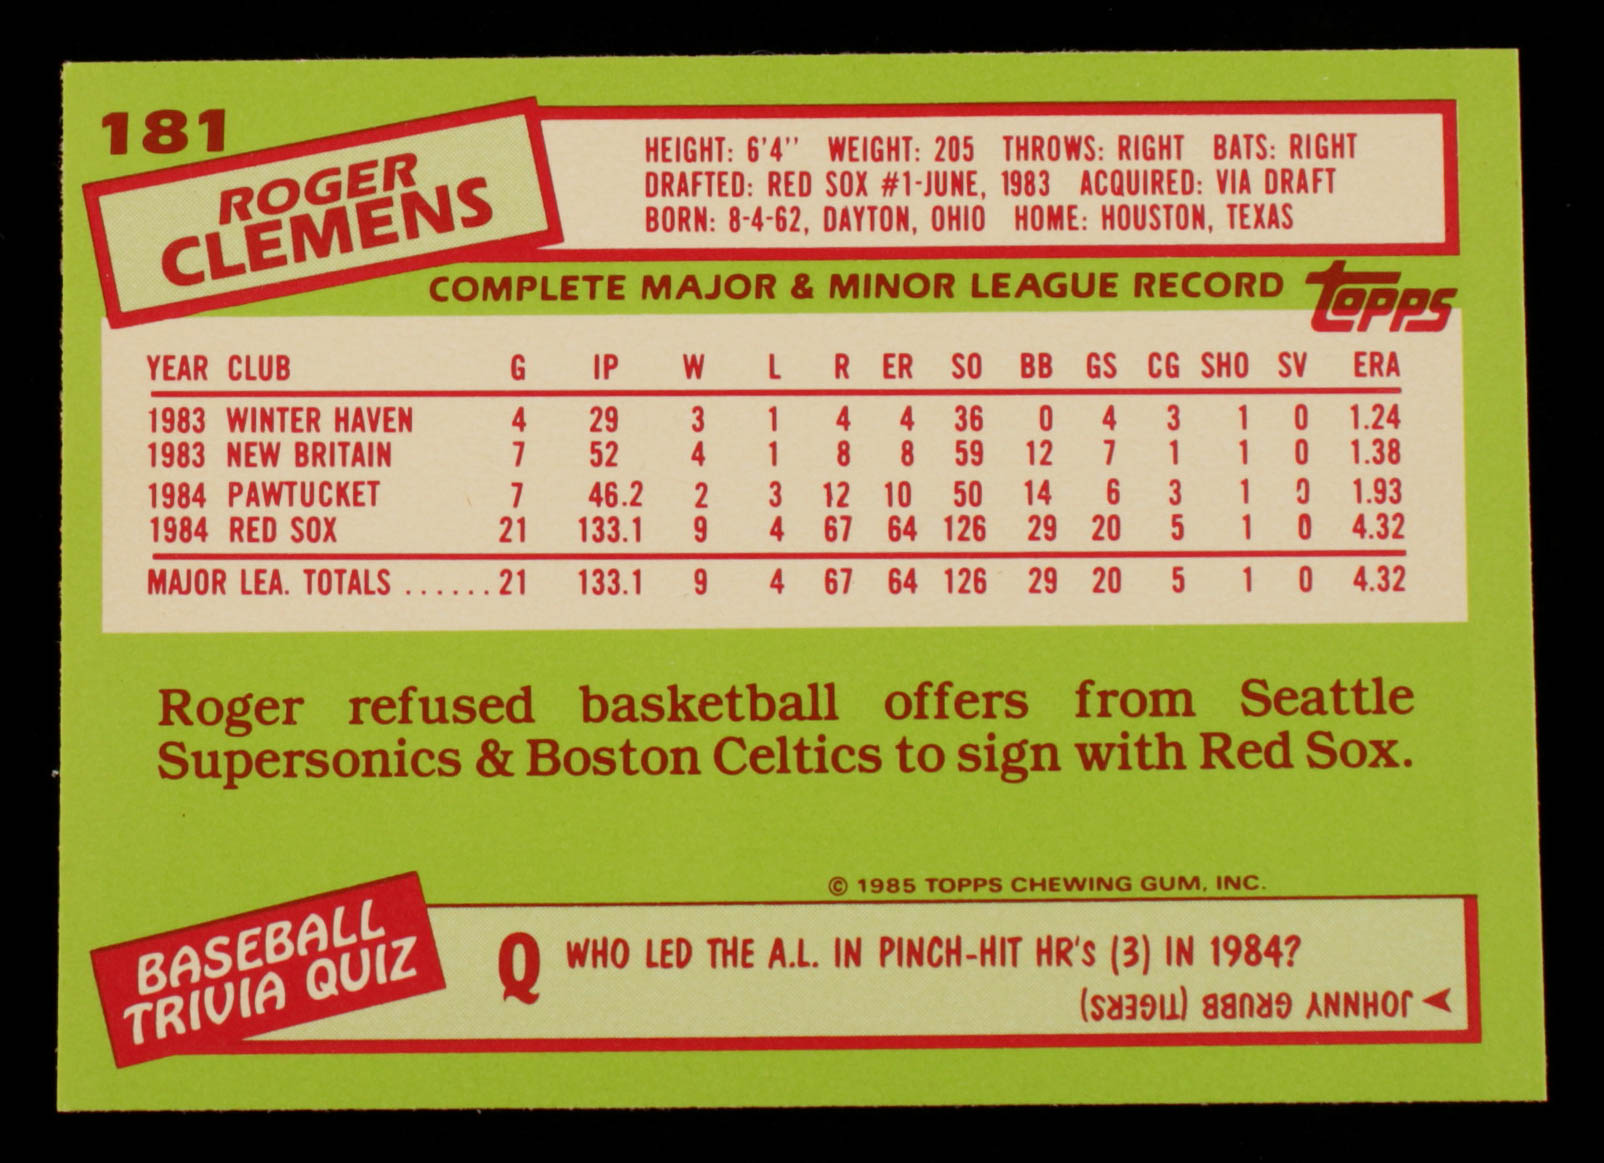 181
ROGER
CLEMENS
HEIGHT: 6'4'' WEIGHT: 205 THROWS: RIGHT BATS: RIGHT
DRAFTED: RED SOX #1-JUNE, 1983 ACQUIRED: VIA DRAFT
BORN: 8-4-62, DAYTON, OHIO HOME: HOUSTON, TEXAS
COMPLETE MAJOR & MINOR LEAGUE RECORD
topps
YEAR CLUB G IP W L R ER SO BB GS CG SHO SV ERA
1983 WINTER HAVEN 4 29 3 1 4 4 36 0 4 3 1 0 1.24
1983 NEW BRITAIN 7 52 4 1 8 8 59 12 7 1 1 0 1.38
1984 PAWTUCKET 7 46.2 2 3 12 10 50 14 6 3 1 0 1.93
1984 RED SOX 21 133.1 9 4 67 64 126 29 20 5 1 0 4.32
MAJOR LEA. TOTALS ......21 133.1 9 4 67 64 126 29 20 5 1 0 4.32
Roger refused basketball offers from Seattle
Supersonics & Boston Celtics to sign with Red Sox.
© 1985 TOPPS CHEWING GUM, INC.
BASEBALL
TRIVIA QUIZ
Q WHO LED THE A.L. IN PINCH-HIT HR'S (3) IN 1984?
JOHNNY GRUBB (TIGERS)